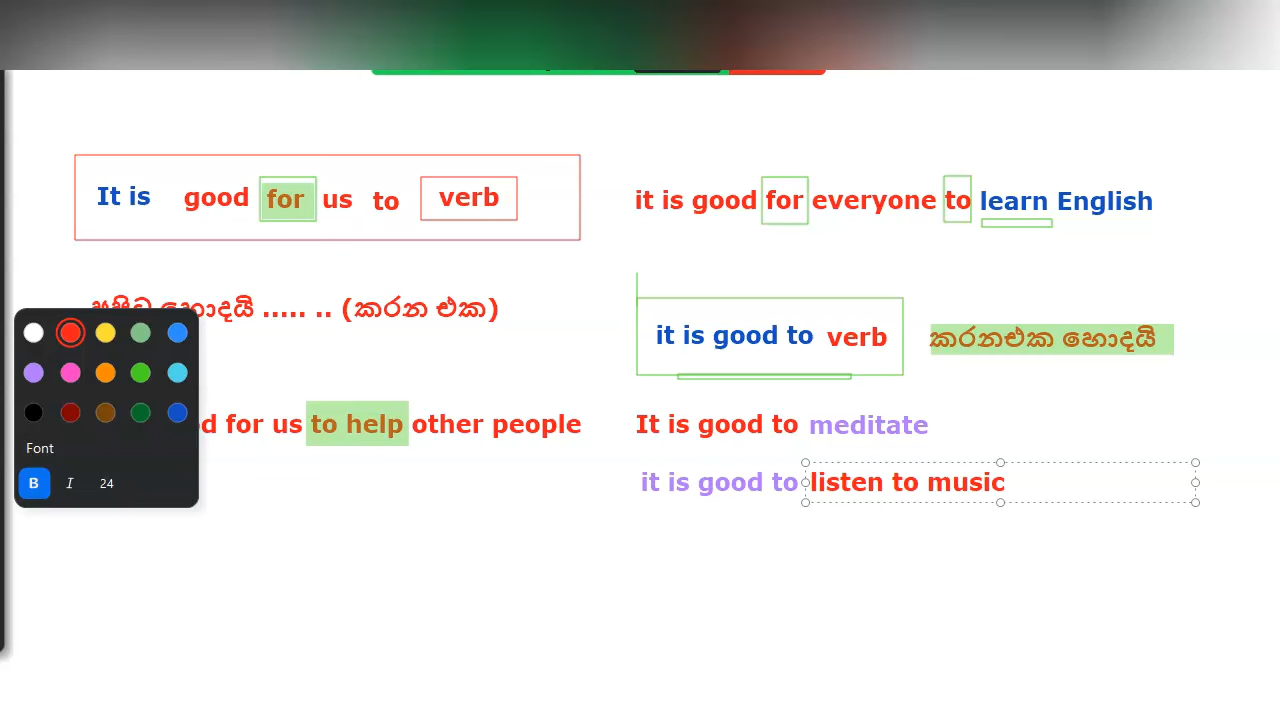 It is good for us to verb
it is good for everyone to learn English
හොදයි ..... .. (කරන එක)
it is good to verb
කරනඑක හොදයි
for us to help other people
It is good to meditate
it is good to listen to music
Font
B I 24